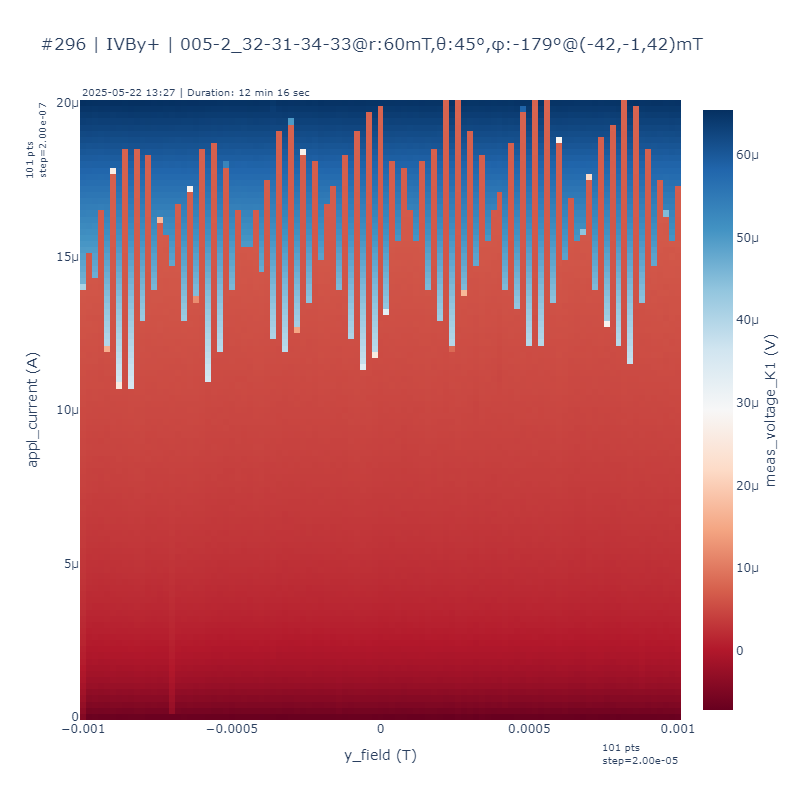 #296 | IVBy+ | 005-2_32-31-34-33@r:60mT,θ:45°,φ:-179°@(-42,-1,42)mT
2025-05-22 13:27 | Duration: 12 min 16 sec
101 pts
step=2.00e-07
20μ
15μ
10μ
5μ
0
appl_current (A)
−0.001
−0.0005
0
0.0005
0.001
y_field (T)
101 pts
step=2.00e-05
60μ
50μ
40μ
30μ
20μ
10μ
0
meas_voltage_K1 (V)